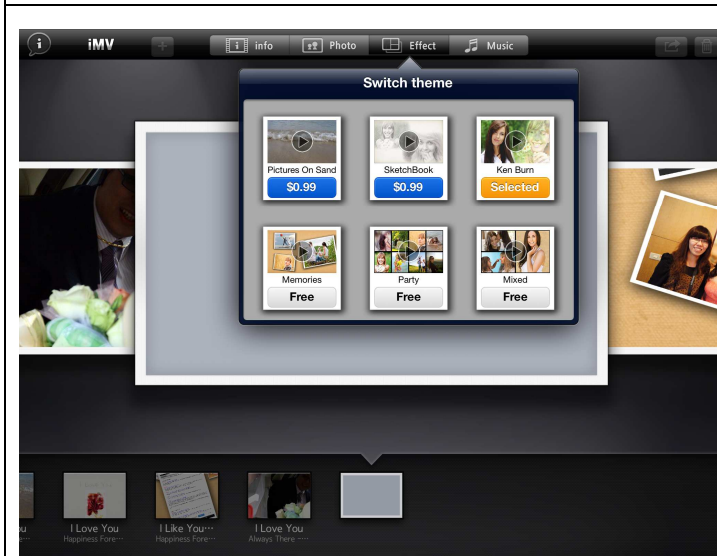 i
iMV
+
i info
Photo
Effect
Music
Switch theme
Pictures On Sand
SketchBook
Ken Burn
$0.99
$0.99
Selected
Memories
Party
Mixed
Free
Free
Free
I Love You
I Like You…
I Love You
Happiness Fore…
Happiness Fore…
Always There …